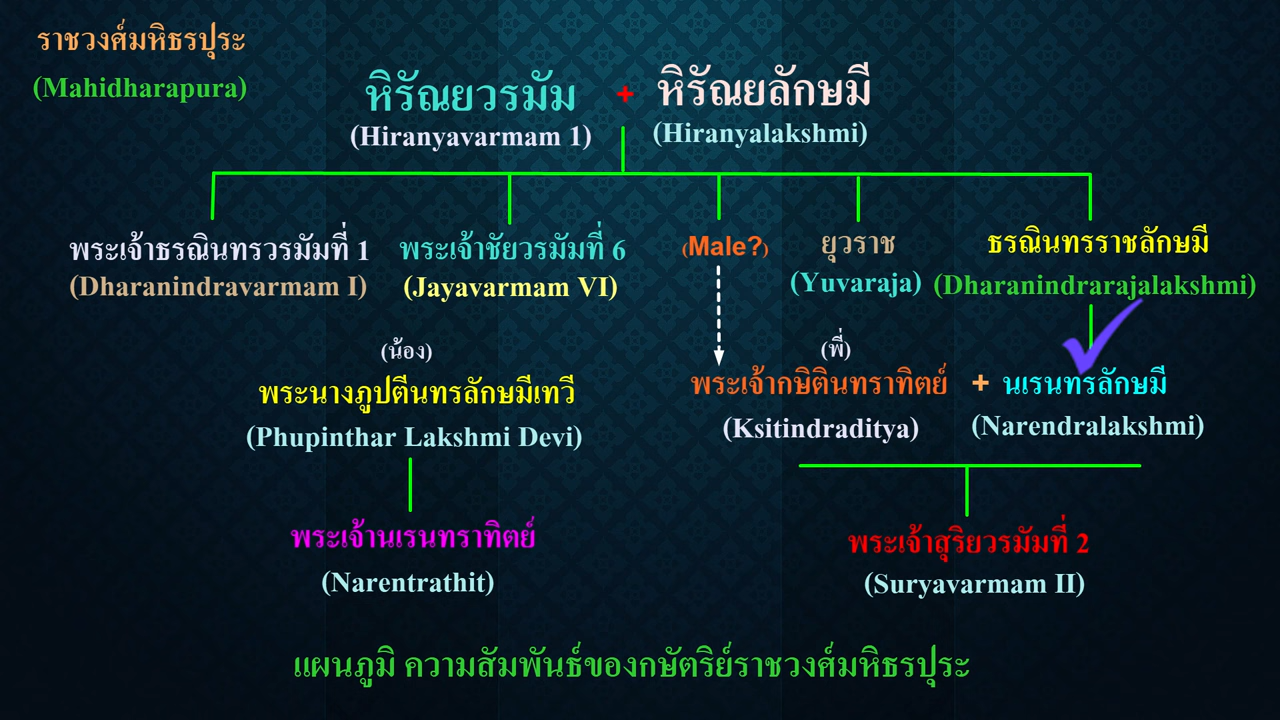 ราชวงศ์มหิธรปุระ
(Mahidharapura)
หิรัณยวรมัม + หิรัณยลักษมี
(Hiranyavarmam 1) (Hiranyalakshmi)
พระเจ้าธรณินทรวรมัมที่ 1 พระเจ้าชัยวรมัมที่ 6 (Male?) ยุวราช ธรณินทรราชลักษมี
(Dharanindravarmam I) (Jayavarmam VI) (Yuvaraja) (Dharanindrarajalakshmi)
(น้อง) (พี่)
พระนางภูปตีนทรลักษมีเทวี พระเจ้ากษิตินทราทิตย์ + นเรนทรลักษมี
(Phupinthar Lakshmi Devi) (Ksitindraditya) (Narendralakshmi)
พระเจ้านเรนทราทิตย์ พระเจ้าสุริยวรมัมที่ 2
(Narentrathit) (Suryavarmam II)
แผนภูมิ ความสัมพันธ์ของกษัตริย์ราชวงศ์มหิธรปุระ